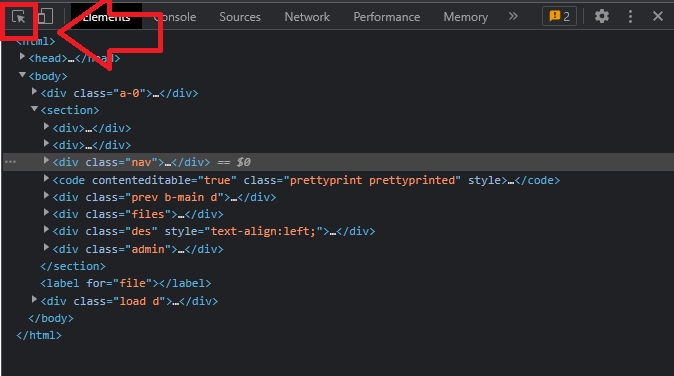 Elements Console Sources Network Performance Memory » 2
<html>
<head>…</head>
<body>
<div class="a-0">…</div>
<section>
<div>…</div>
<div>…</div>
… <div class="nav">…</div> == $0
<code contenteditable="true" class="prettyprint prettyprinted" style>…</code>
<div class="prev b-main d">…</div>
<div class="files">…</div>
<div class="des" style="text-align:left;">…</div>
<div class="admin">…</div>
</section>
<label for="file"></label>
<div class="load d">…</div>
</body>
</html>